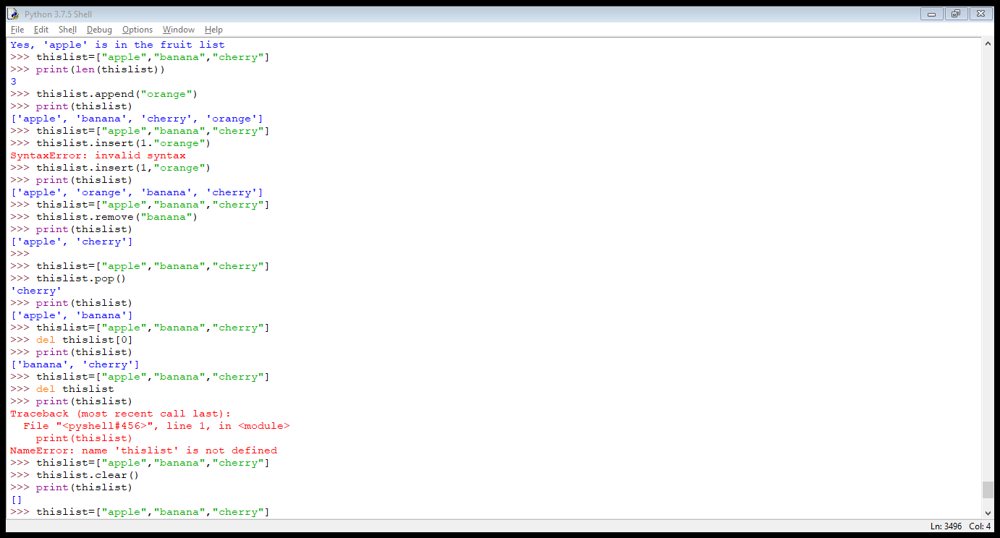 Python 3.7.5 Shell
File Edit Shell Debug Options Window Help
Yes, 'apple' is in the fruit list
>>> thislist=["apple","banana","cherry"]
>>> print(len(thislist))
3
>>> thislist.append("orange")
>>> print(thislist)
['apple', 'banana', 'cherry', 'orange']
>>> thislist=["apple","banana","cherry"]
>>> thislist.insert(1."orange")
SyntaxError: invalid syntax
>>> thislist.insert(1,"orange")
>>> print(thislist)
['apple', 'orange', 'banana', 'cherry']
>>> thislist=["apple","banana","cherry"]
>>> thislist.remove("banana")
>>> print(thislist)
['apple', 'cherry']
>>>
>>> thislist=["apple","banana","cherry"]
>>> thislist.pop()
'cherry'
>>> print(thislist)
['apple', 'banana']
>>> thislist=["apple","banana","cherry"]
>>> del thislist[0]
>>> print(thislist)
['banana', 'cherry']
>>> thislist=["apple","banana","cherry"]
>>> del thislist
>>> print(thislist)
Traceback (most recent call last):
  File "<pyshell#456>", line 1, in <module>
    print(thislist)
NameError: name 'thislist' is not defined
>>> thislist=["apple","banana","cherry"]
>>> thislist.clear()
>>> print(thislist)
[]
>>> thislist=["apple","banana","cherry"]
Ln: 3496 Col: 4